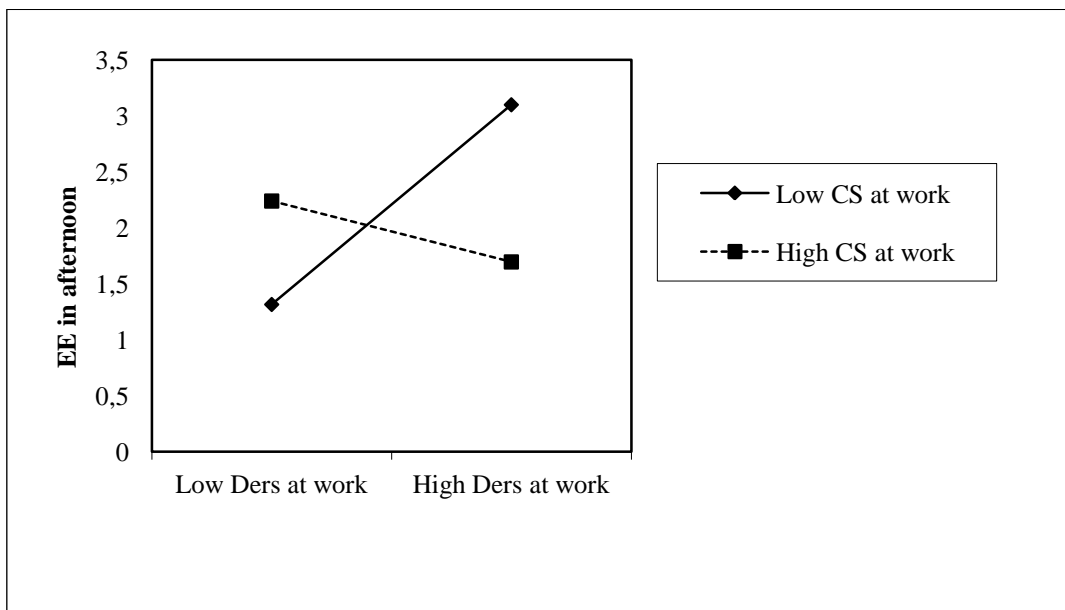 3,5
3
2,5
2
1,5
1
0,5
0
EE in afternoon
Low Ders at work
High Ders at work
Low CS at work
High CS at work